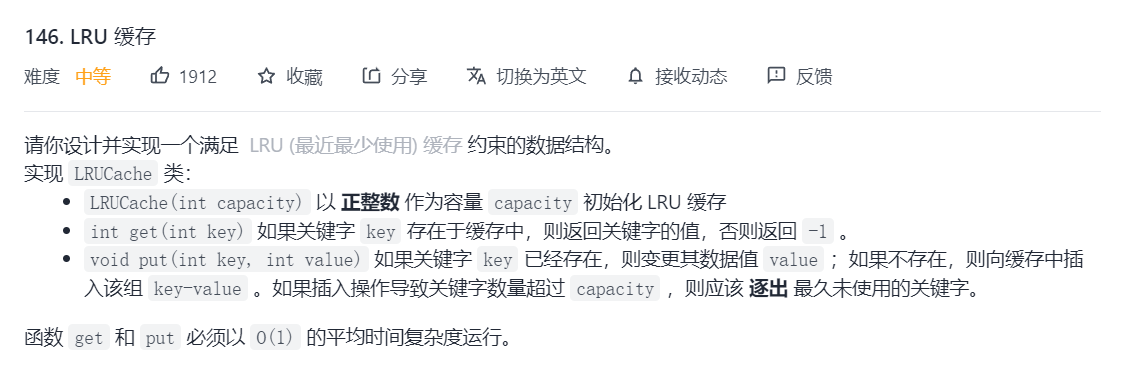 146. LRU 缓存
难度 中等 1912 收藏 分享 切换为英文 接收动态 反馈
请你设计并实现一个满足 LRU (最近最少使用) 缓存 约束的数据结构。
实现 LRUCache 类：
• LRUCache(int capacity) 以 正整数 作为容量 capacity 初始化 LRU 缓存
• int get(int key) 如果关键字 key 存在于缓存中，则返回关键字的值，否则返回 -1 。
• void put(int key, int value) 如果关键字 key 已经存在，则变更其数据值 value ；如果不存在，则向缓存中插
入该组 key-value 。如果插入操作导致关键字数量超过 capacity ，则应该 逐出 最久未使用的关键字。
函数 get 和 put 必须以 O(1) 的平均时间复杂度运行。